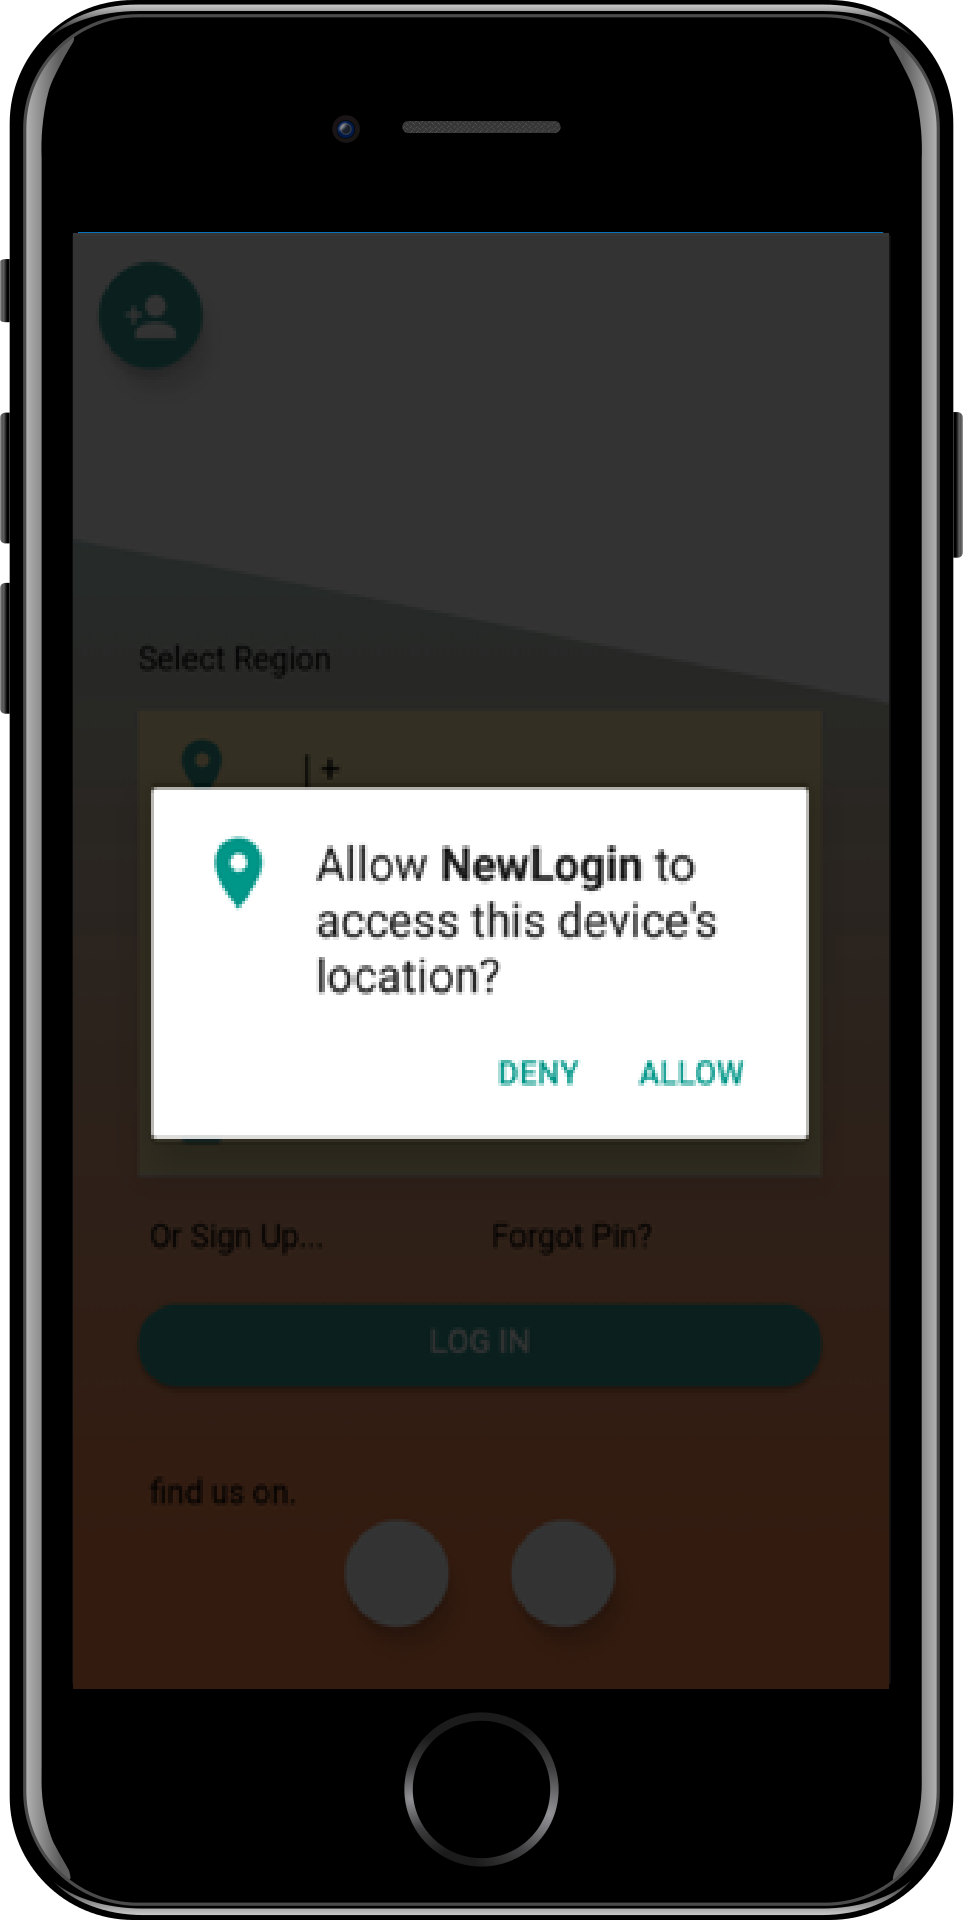 Select Region
| +
Allow NewLogin to
access this device's
location?
DENY ALLOW
Or Sign Up... Forgot Pin?
LOG IN
find us on.